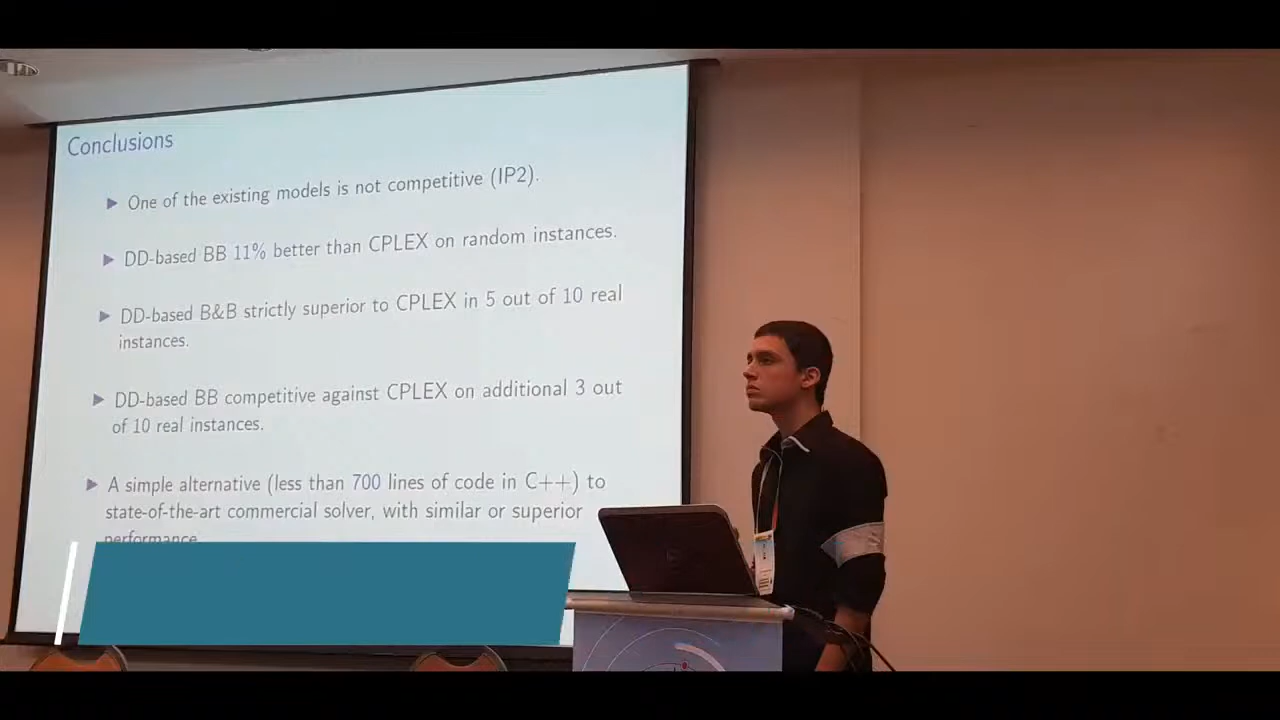 Conclusions
▶ One of the existing models is not competitive (IP2).
▶ DD-based BB 11% better than CPLEX on random instances.
▶ DD-based B&B strictly superior to CPLEX in 5 out of 10 real
instances.
▶ DD-based BB competitive against CPLEX on additional 3 out
of 10 real instances.
▶ A simple alternative (less than 700 lines of code in C++) to
state-of-the-art commercial solver, with similar or superior
performance.